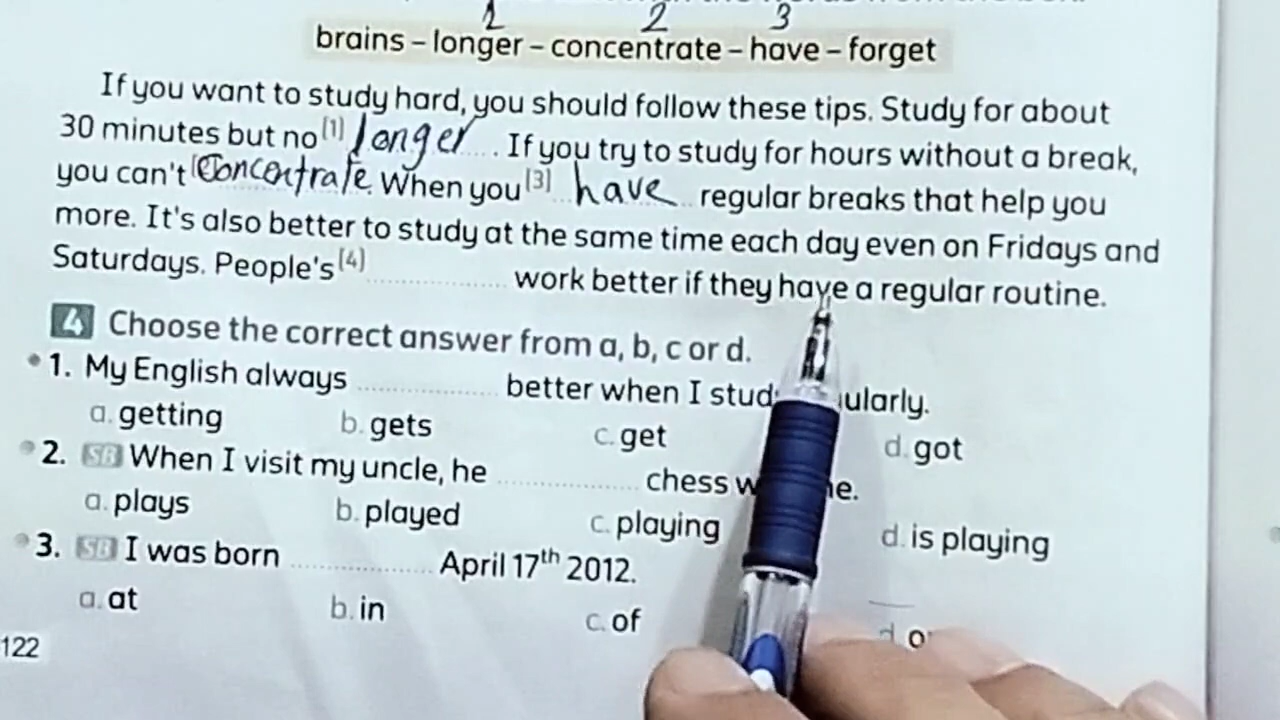 1 2 3
brains – longer – concentrate – have – forget
If you want to study hard, you should follow these tips. Study for about
30 minutes but no [1] longer . If you try to study for hours without a break,
you can't [ Concentrate. When you [3] have regular breaks that help you
more. It's also better to study at the same time each day even on Fridays and
Saturdays. People's [4] work better if they have a regular routine.
4 Choose the correct answer from a, b, c or d.
1. My English always better when I
a. getting b. gets c. get d. got
2. SB When I visit my uncle, he chess
a. plays b. played c. playing d. is playing
3. SB I was born April 17th 2012.
a. at b. in c. of d.
122